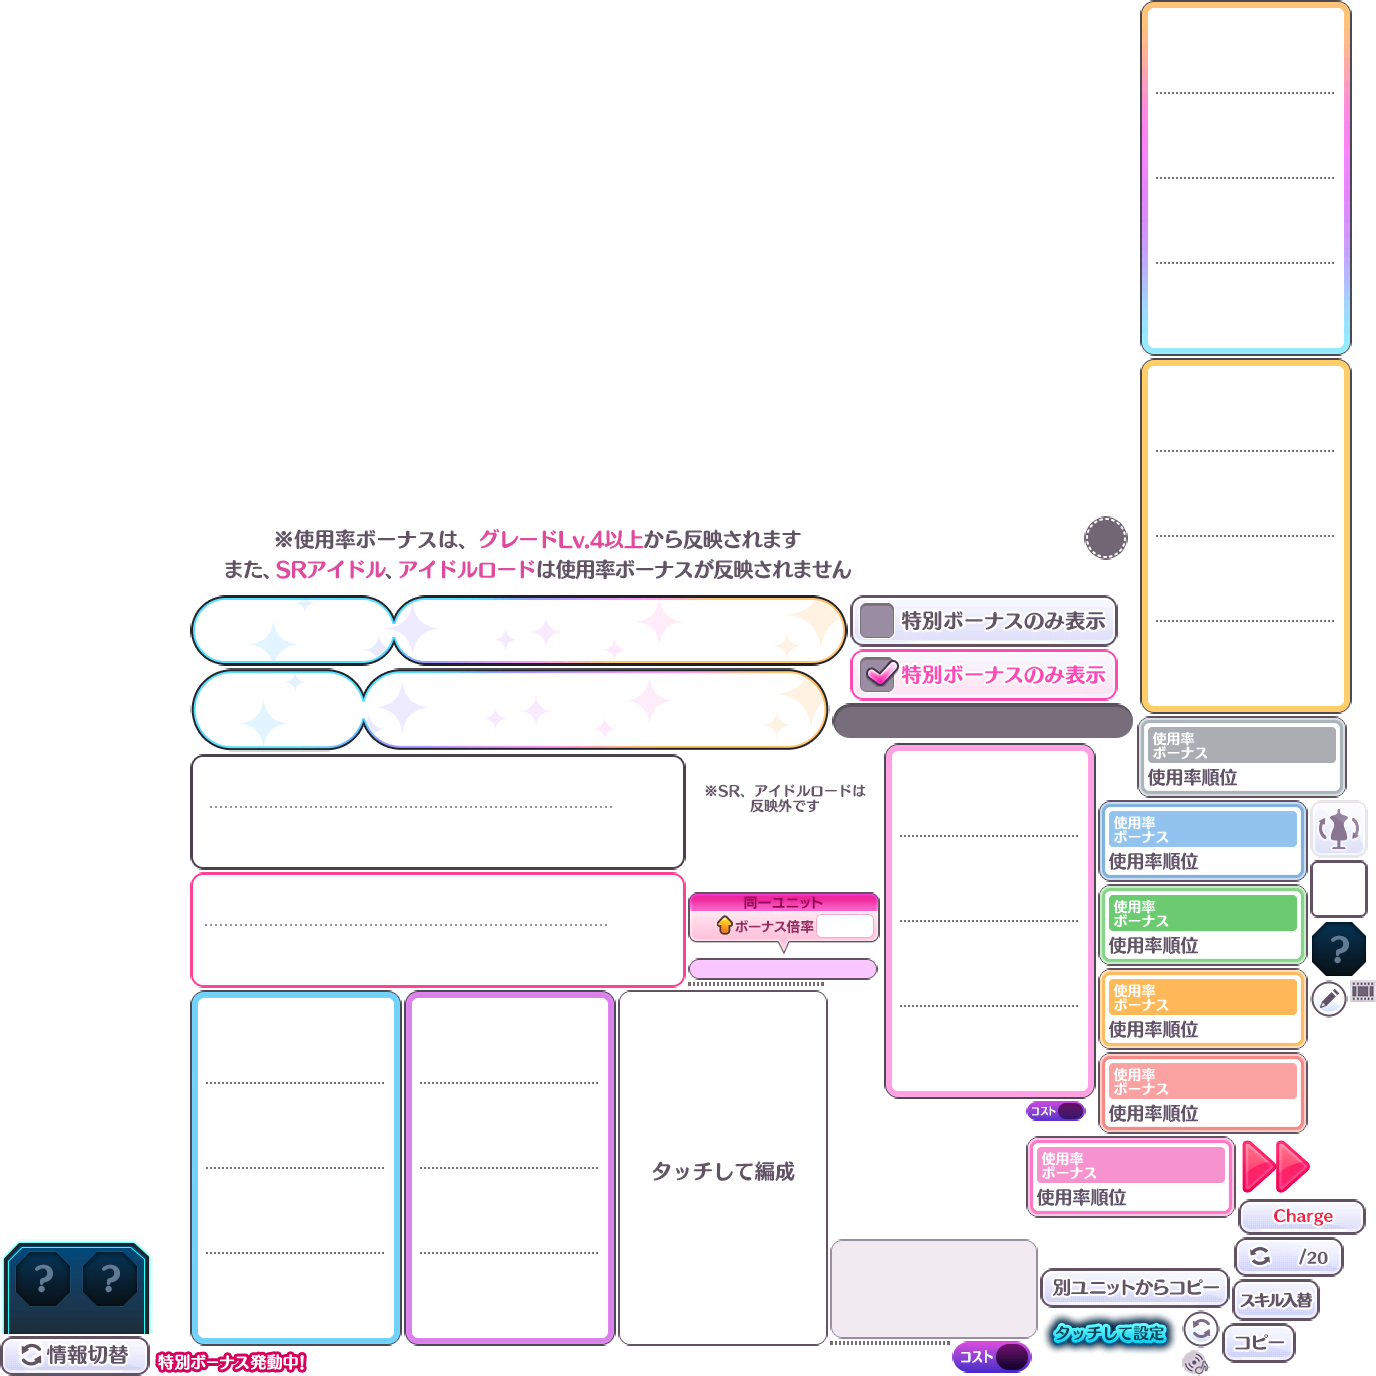 ※使用率ボーナスは、グレードLv.4以上から反映されます
また、SRアイドル、アイドルロードは使用率ボーナスが反映されません
特別ボーナスのみ表示
特別ボーナスのみ表示
使用率
ボーナス
使用率順位
※SR、アイドルロードは
反映外です
使用率
ボーナス
使用率順位
同一ユニット
ボーナス倍率
使用率
ボーナス
使用率順位
?
使用率
ボーナス
使用率順位
使用率
ボーナス
使用率順位
コスト
タッチして編成
使用率
ボーナス
使用率順位
Charge
/20
? ?
別ユニットからコピー
スキル入替
タッチして設定
コピー
情報切替
特別ボーナス発動中!
コスト